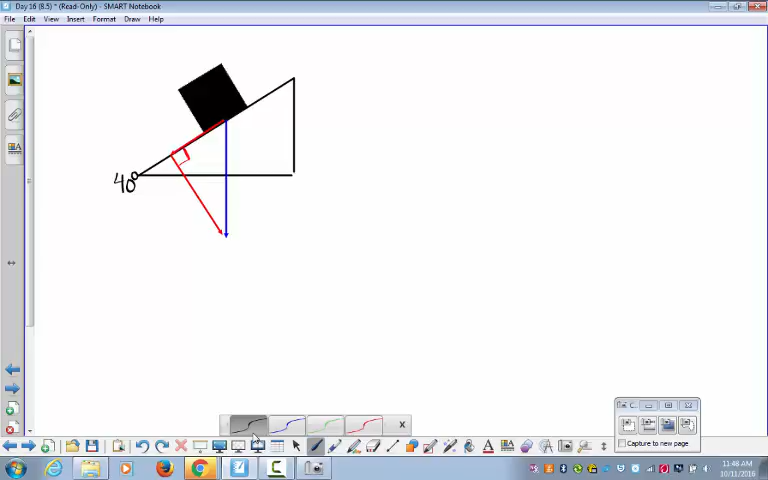 Day 16 (8.5) * (Read-Only) - SMART Notebook
File Edit View Insert Format Draw Help
40°
x
Capture to new page
11:48 AM
10/11/2016